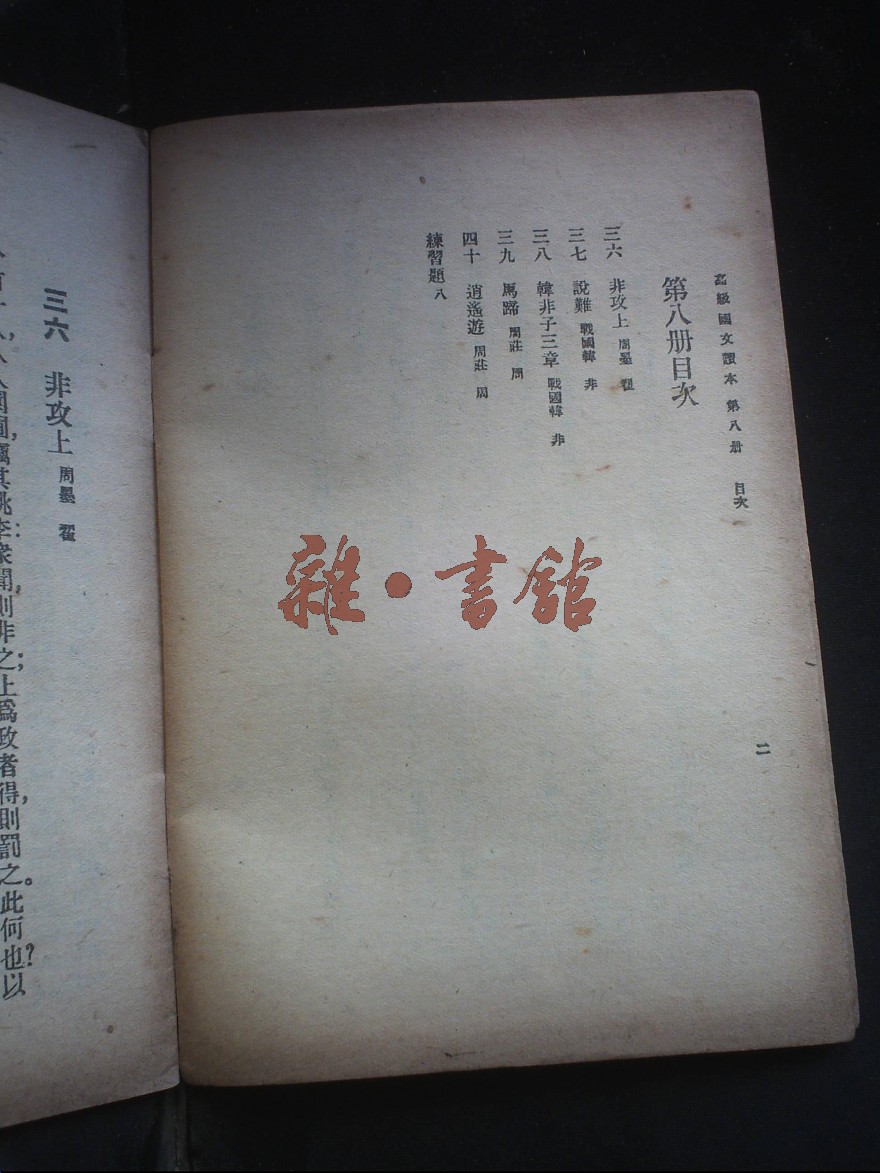 高級國文讀本 第八册 目次
第八册目次
三六 非攻上 周墨 翟
三七 說難 戰國韓 非
三八 韓非子三章 戰國韓 非
三九 馬蹄 周莊 周
四十 逍遙遊 周莊 周
練習題 八
二
雜・書館
三六 非攻上 周墨 翟
人園圃，竊其桃李；衆聞則非之；上爲政者得，則罰之。此何也？以